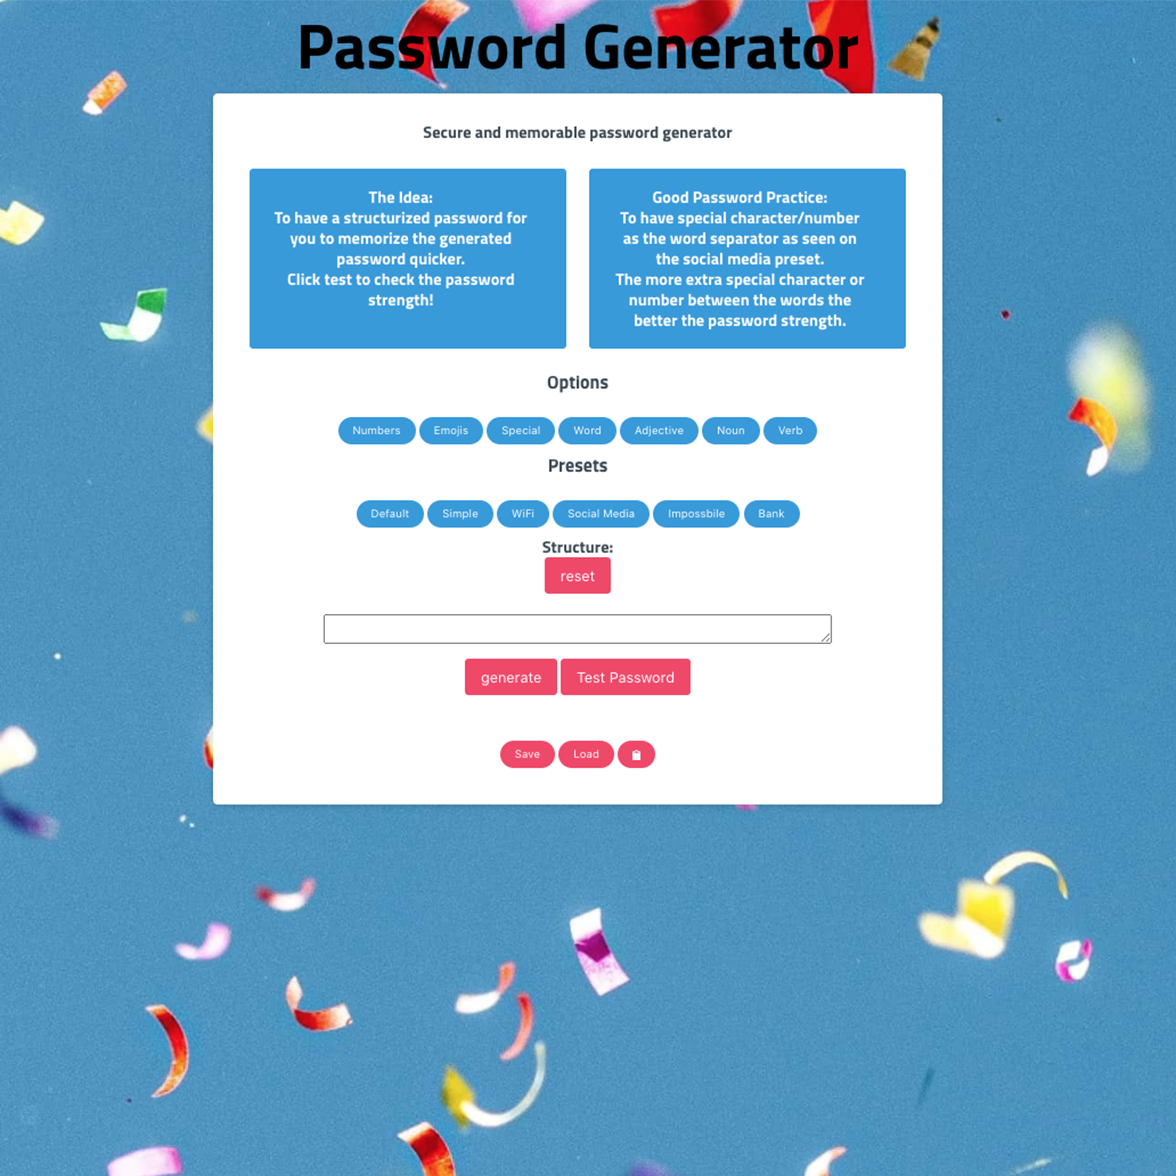 Password Generator
Secure and memorable password generator
The Idea:
To have a structurized password for
you to memorize the generated
password quicker.
Click test to check the password
strength!
Good Password Practice:
To have special character/number
as the word separator as seen on
the social media preset.
The more extra special character or
number between the words the
better the password strength.
Options
Numbers Emojis Special Word Adjective Noun Verb
Presets
Default Simple WiFi Social Media Impossbile Bank
Structure:
reset
generate Test Password
Save Load